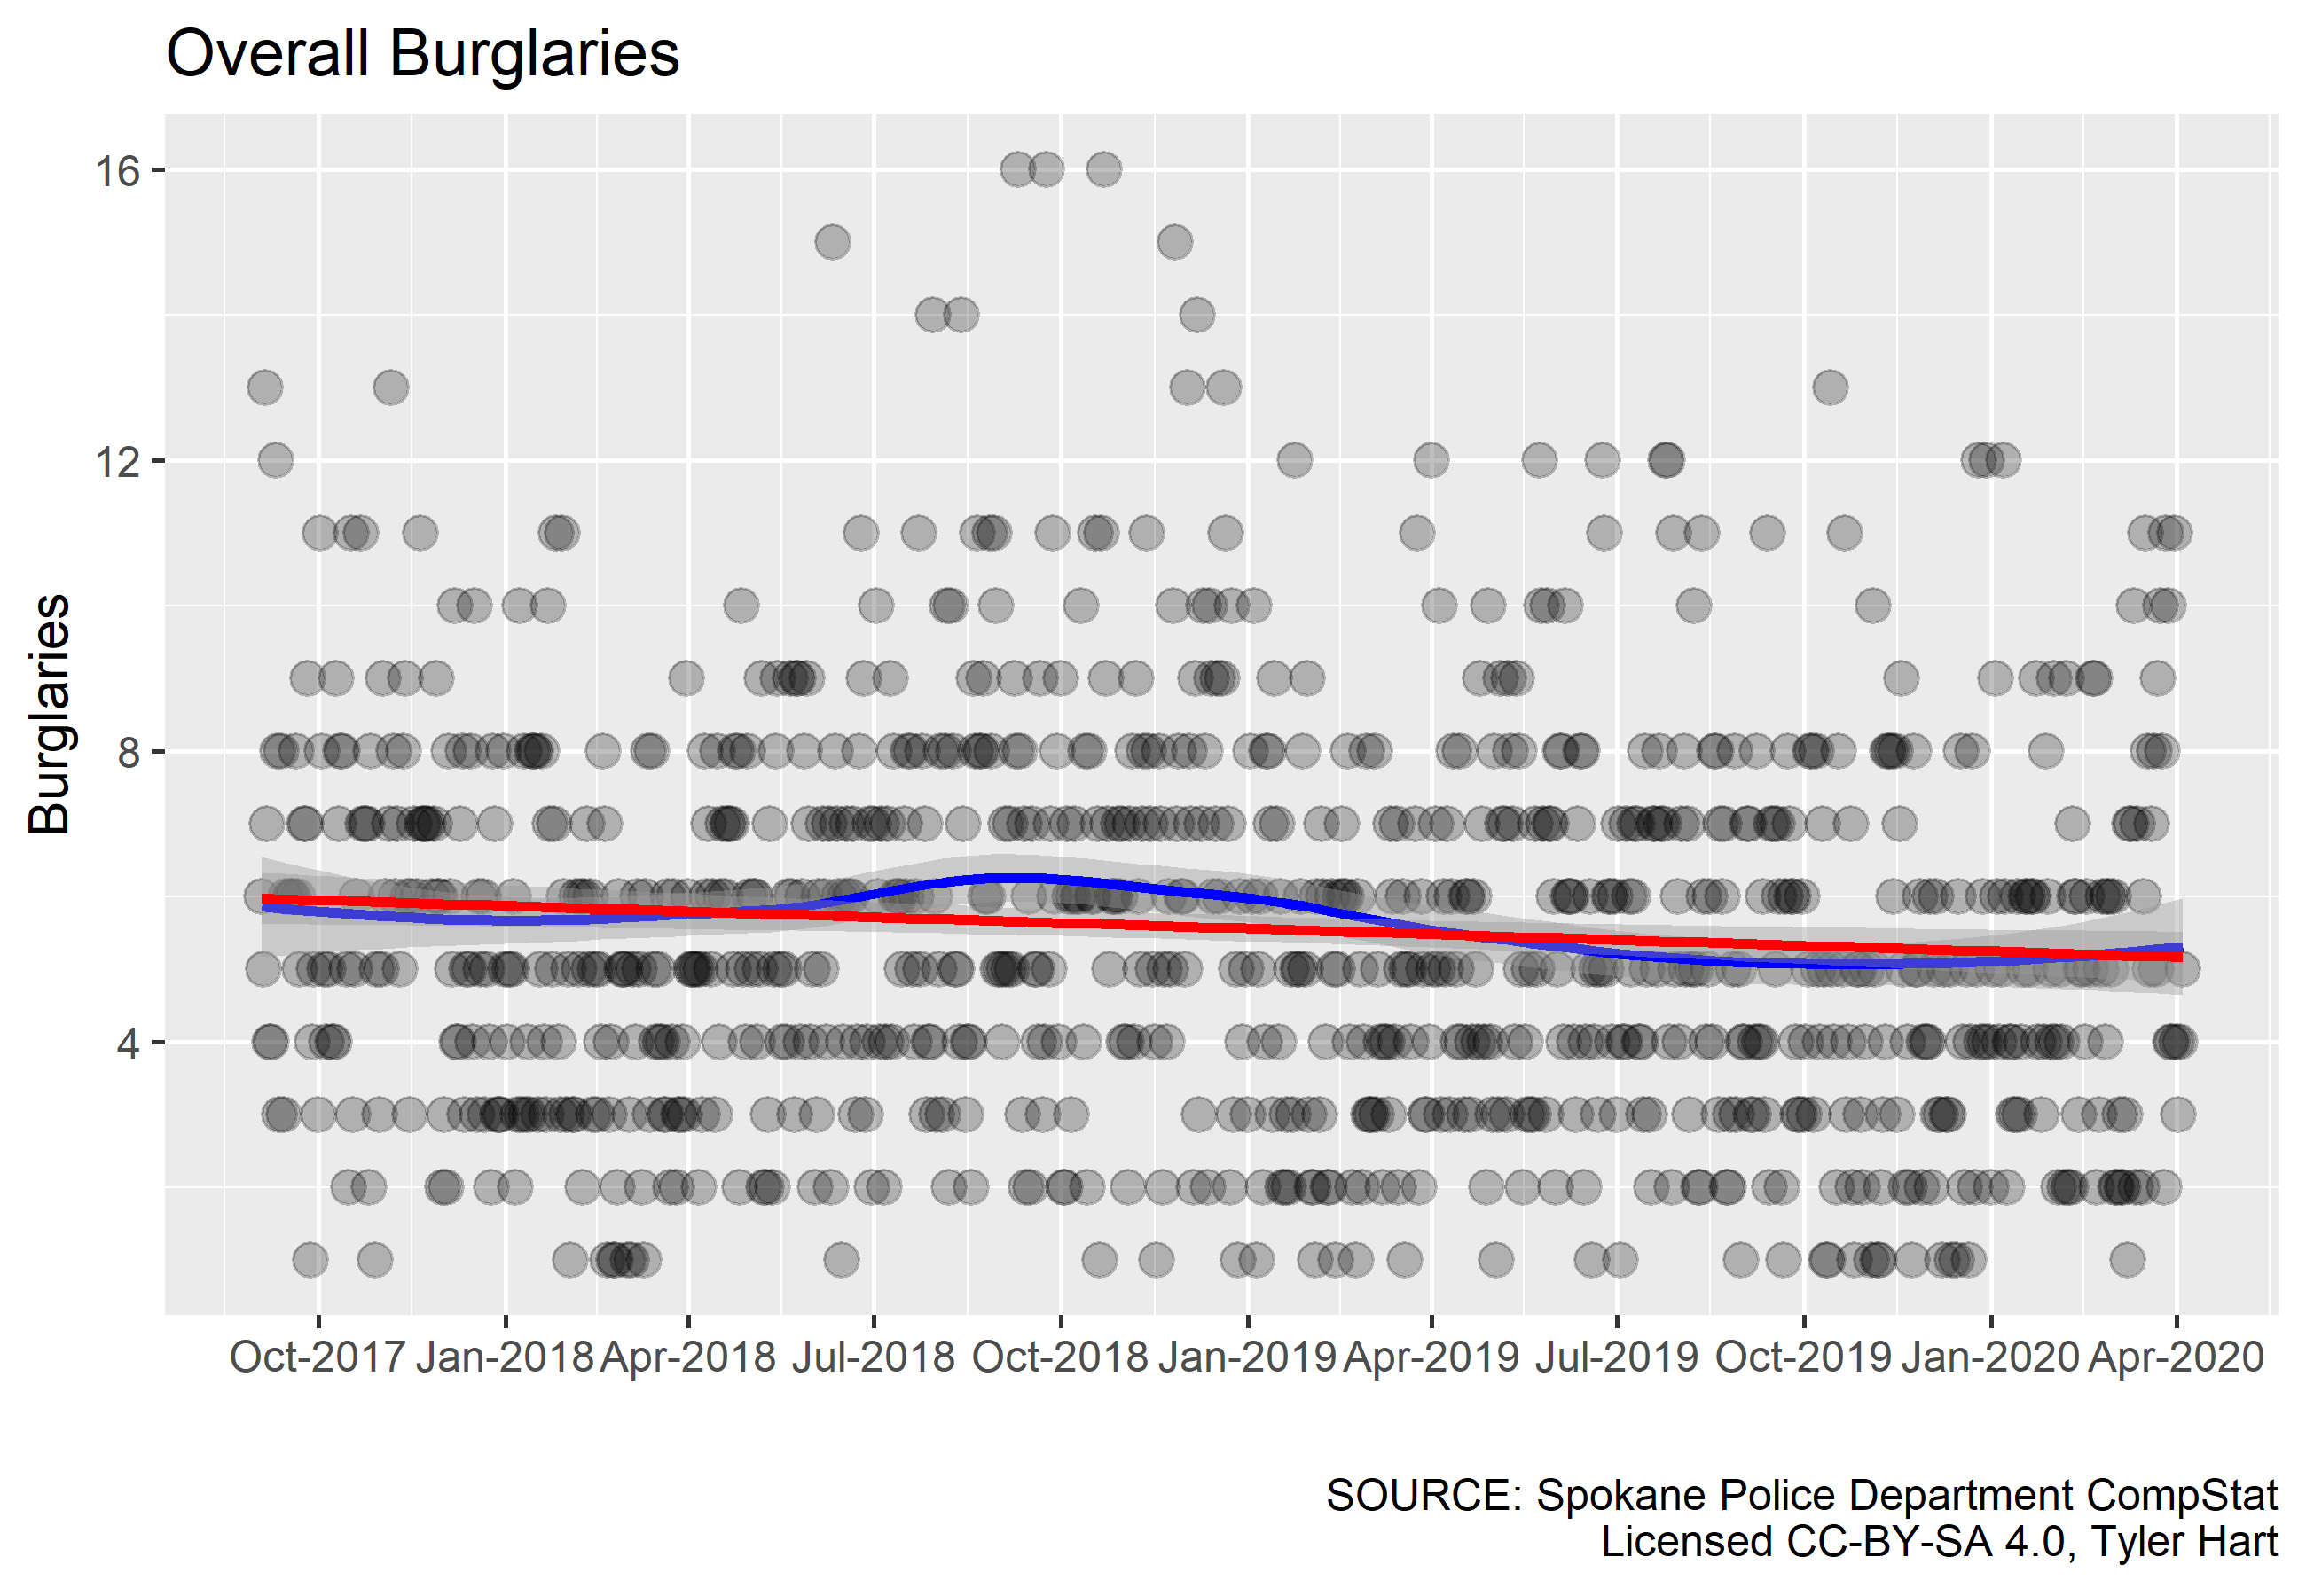 Overall Burglaries
16
12
8
4
Burglaries
Oct-2017 Jan-2018 Apr-2018 Jul-2018 Oct-2018 Jan-2019 Apr-2019 Jul-2019 Oct-2019 Jan-2020 Apr-2020
SOURCE: Spokane Police Department CompStat
Licensed CC-BY-SA 4.0, Tyler Hart